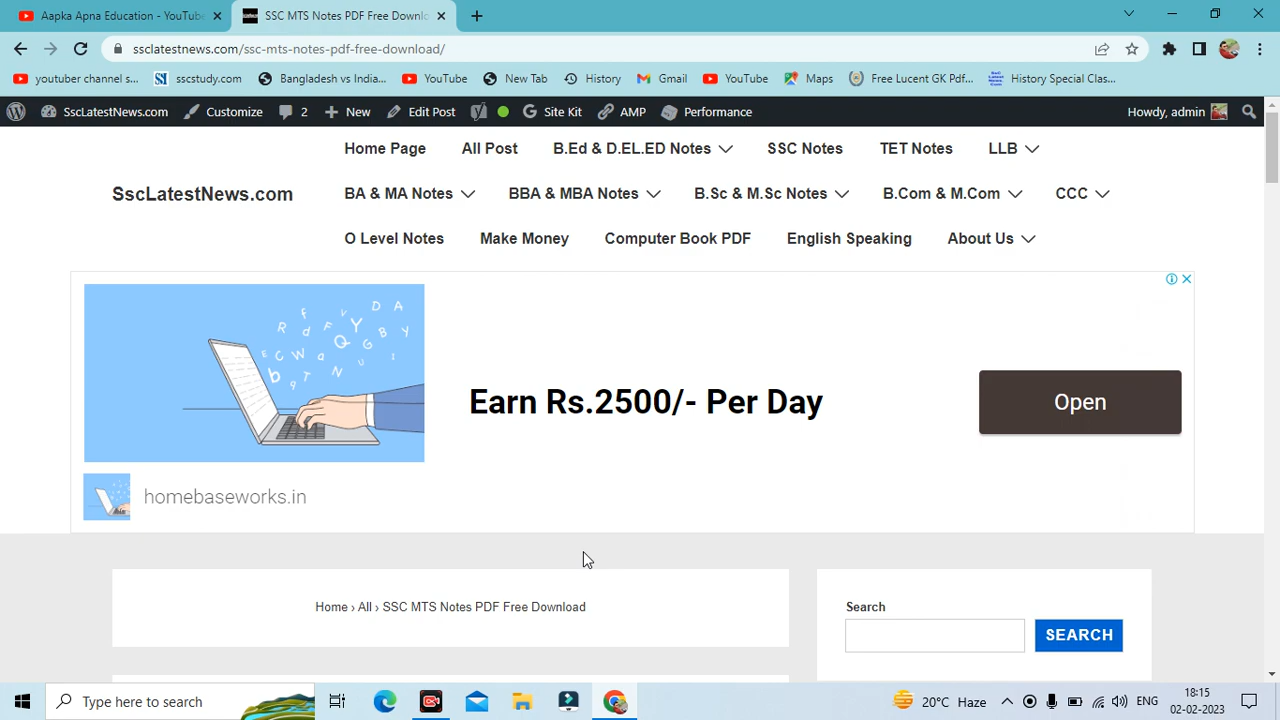 Aapka Apna Education - YouTube
SSC MTS Notes PDF Free Downlo
ssclatestnews.com/ssc-mts-notes-pdf-free-download/
youtuber channel s...
sscstudy.com
Bangladesh vs India...
YouTube
New Tab
History
Gmail
YouTube
Maps
Free Lucent GK Pdf...
History Special Clas...
SscLatestNews.com
Customize
2
New
Edit Post
Site Kit
AMP
Performance
Howdy, admin
Home Page
All Post
B.Ed & D.EL.ED Notes
SSC Notes
TET Notes
LLB
SscLatestNews.com
BA & MA Notes
BBA & MBA Notes
B.Sc & M.Sc Notes
B.Com & M.Com
CCC
O Level Notes
Make Money
Computer Book PDF
English Speaking
About Us
Earn Rs.2500/- Per Day
Open
homebaseworks.in
Home › All › SSC MTS Notes PDF Free Download
Search
SEARCH
Type here to search
20°C Haze
ENG
18:15
02-02-2023